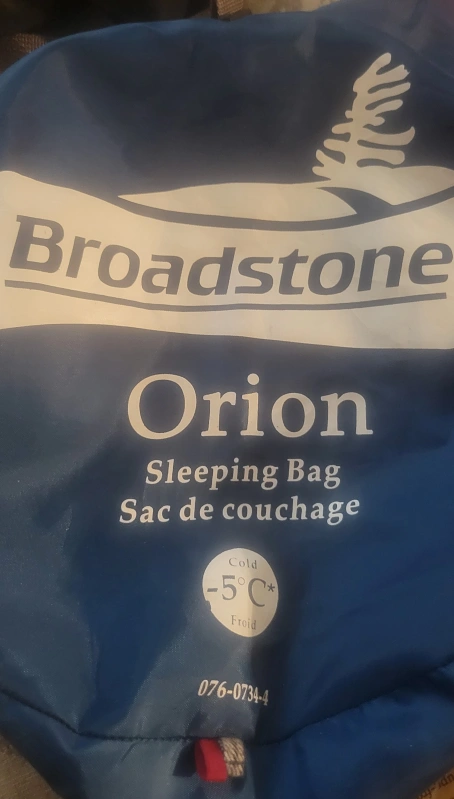 Broadstone
Orion
Sleeping Bag
Sac de couchage
Cold
-5°C*
Froid
076-0734-4